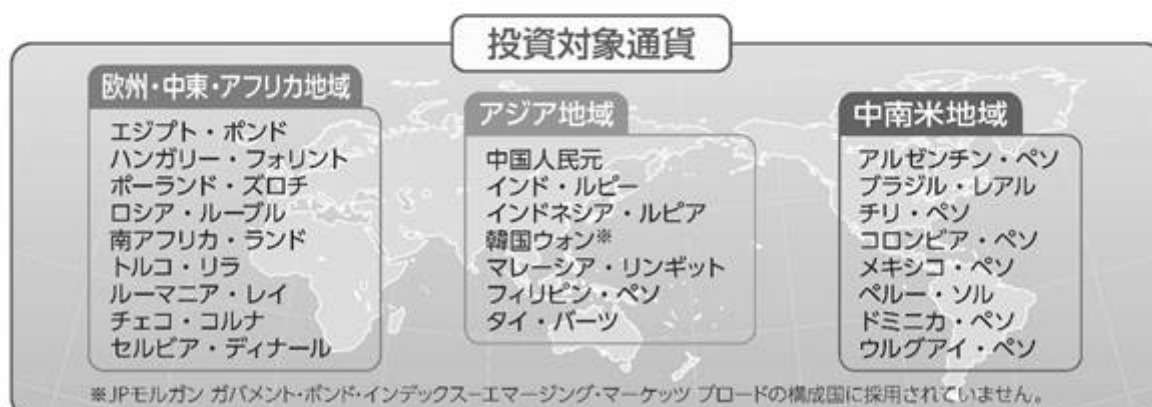 投資対象通貨
欧州・中東・アフリカ地域
エジプト・ポンド
ハンガリー・フォリント
ポーランド・ズロチ
ロシア・ルーブル
南アフリカ・ランド
トルコ・リラ
ルーマニア・レイ
チェコ・コルナ
セルビア・ディナール
アジア地域
中国人民元
インド・ルピー
インドネシア・ルピア
韓国ウォン※
マレーシア・リンギット
フィリピン・ペソ
タイ・バーツ
中南米地域
アルゼンチン・ペソ
ブラジル・レアル
チリ・ペソ
コロンビア・ペソ
メキシコ・ペソ
ペルー・ソル
ドミニカ・ペソ
ウルグアイ・ペソ
※JPモルガン ガバメント・ボンド・インデックス－エマージング・マーケッツ ブロードの構成国に採用されていません。